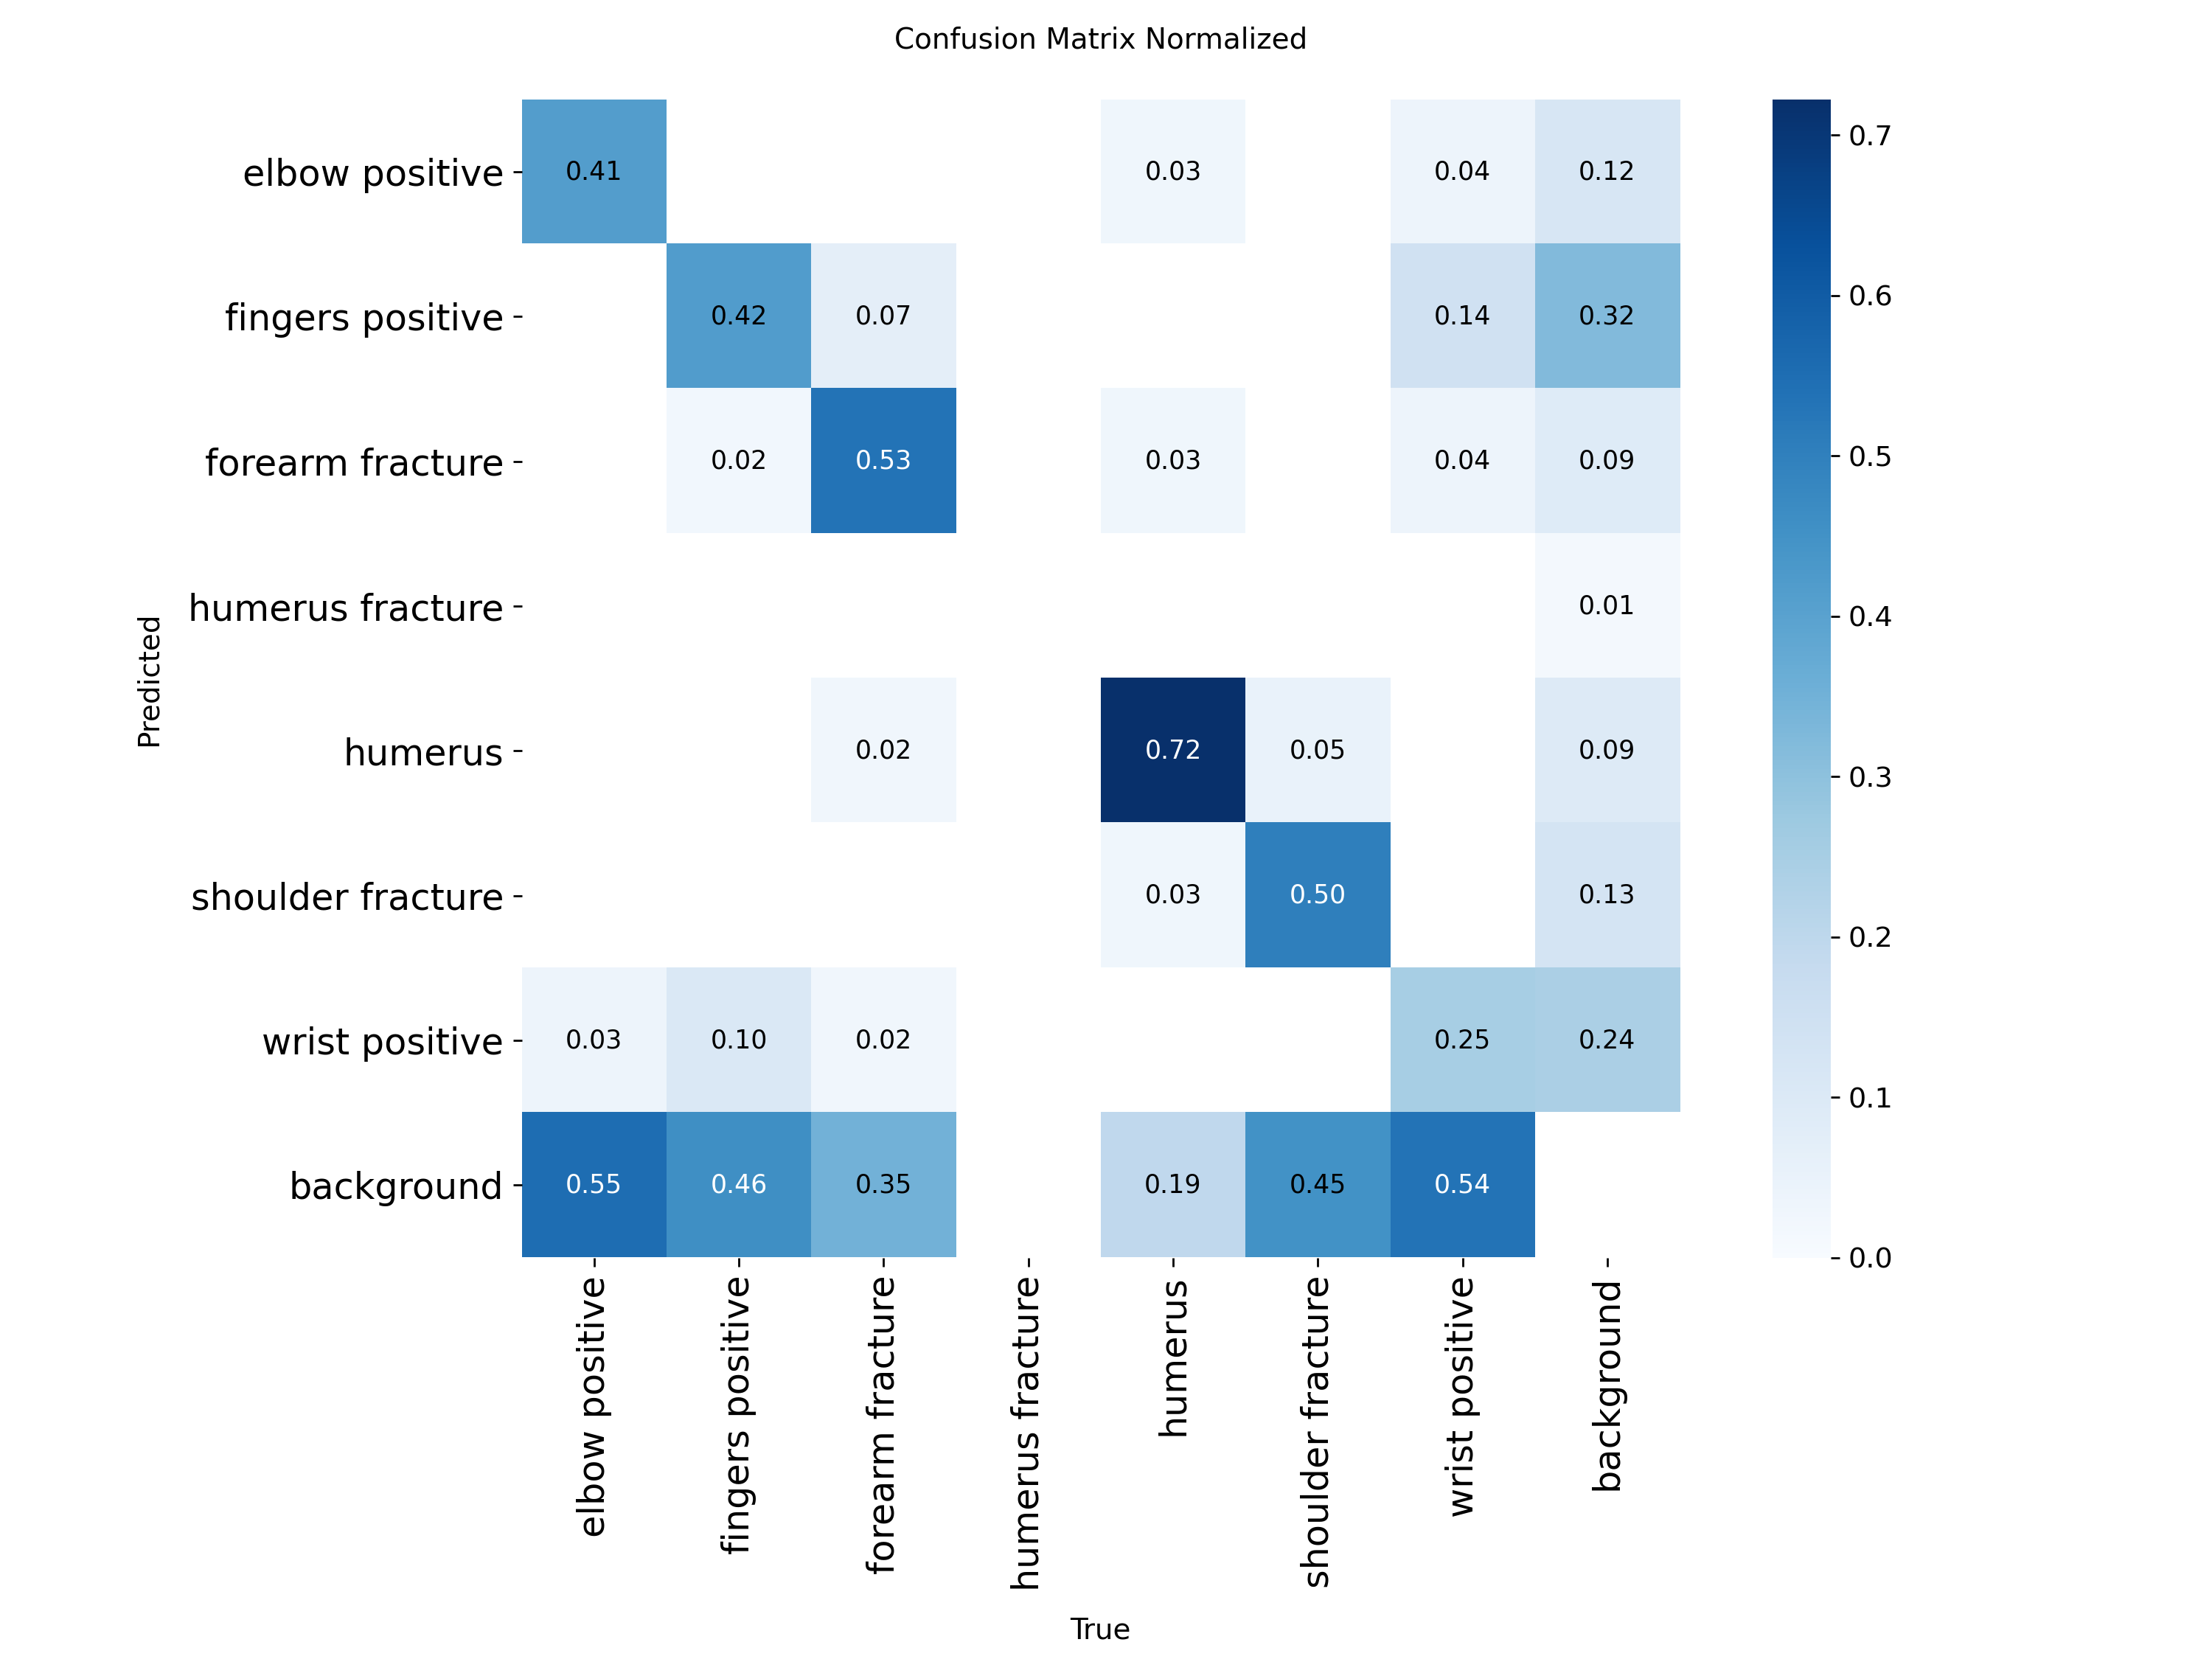 Confusion Matrix Normalized
elbow positive 0.41 0.03 0.04 0.12
fingers positive 0.42 0.07 0.14 0.32
forearm fracture 0.02 0.53 0.03 0.04 0.09
humerus fracture 0.01
humerus 0.02 0.72 0.05 0.09
shoulder fracture 0.03 0.50 0.13
wrist positive 0.03 0.10 0.02 0.25 0.24
background 0.55 0.46 0.35 0.19 0.45 0.54
Predicted
elbow positive
fingers positive
forearm fracture
humerus fracture
humerus
shoulder fracture
wrist positive
background
True
0.7
0.6
0.5
0.4
0.3
0.2
0.1
0.0